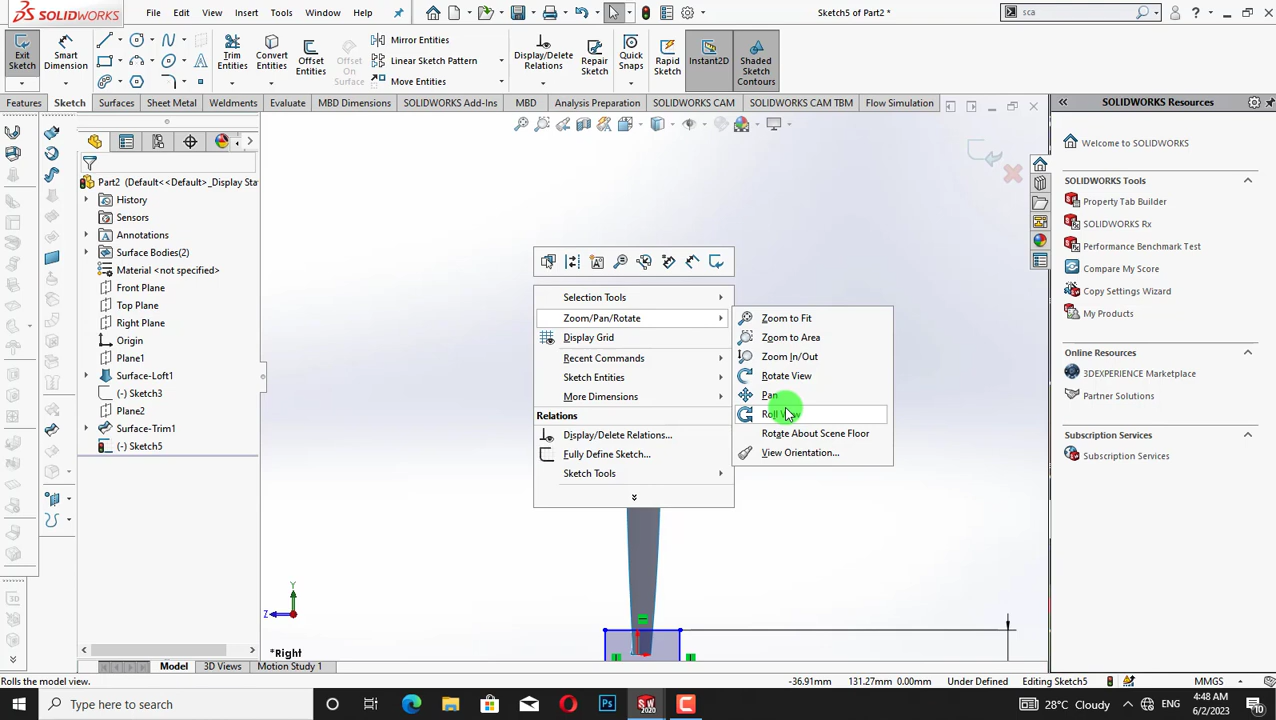 SOLIDWORKS
File
Edit
View
Insert
Tools
Window
Help
Sketch5 of Part2 *
sca
Exit Sketch
Smart Dimension
Trim Entities
Convert Entities
Offset Entities
Offset On Surface
Mirror Entities
Linear Sketch Pattern
Move Entities
Display/Delete Relations
Repair Sketch
Quick Snaps
Rapid Sketch
Instant2D
Shaded Sketch Contours
Features
Sketch
Surfaces
Sheet Metal
Weldments
Evaluate
MBD Dimensions
SOLIDWORKS Add-Ins
MBD
Analysis Preparation
SOLIDWORKS CAM
SOLIDWORKS CAM TBM
Flow Simulation
SOLIDWORKS Resources
Part2 (Default<<Default>_Display Sta
History
Sensors
Annotations
Surface Bodies(2)
Material <not specified>
Front Plane
Top Plane
Right Plane
Origin
Plane1
Surface-Loft1
(-) Sketch3
Plane2
Surface-Trim1
(-) Sketch5
Selection Tools
Zoom/Pan/Rotate
Display Grid
Recent Commands
Sketch Entities
More Dimensions
Relations
Display/Delete Relations...
Fully Define Sketch...
Sketch Tools
Zoom to Fit
Zoom to Area
Zoom In/Out
Rotate View
Pan
Roll View
Rotate About Scene Floor
View Orientation...
Welcome to SOLIDWORKS
SOLIDWORKS Tools
Property Tab Builder
SOLIDWORKS Rx
Performance Benchmark Test
Compare My Score
Copy Settings Wizard
My Products
Online Resources
3DEXPERIENCE Marketplace
Partner Solutions
Subscription Services
Subscription Services
Y
Z
*Right
Model
3D Views
Motion Study 1
Rolls the model view.
-36.91mm
131.27mm 0.00mm
Under Defined
Editing Sketch5
MMGS
Type here to search
28°C Cloudy
ENG
4:48 AM
6/2/2023